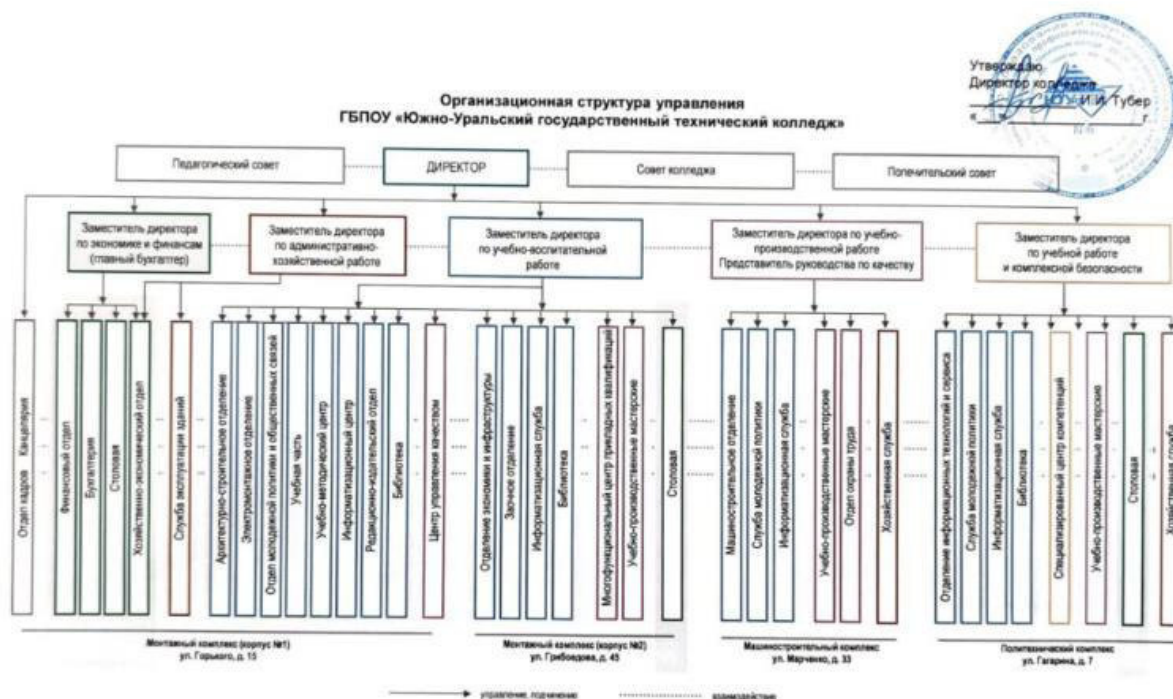 Утверждаю
Директор колледжа
И.И. Тубер
« » г.
Организационная структура управления
ГБПОУ «Южно-Уральский государственный технический колледж»
Педагогический совет
ДИРЕКТОР
Совет колледжа
Попечительский совет
Заместитель директора
по экономике и финансам
(главный бухгалтер)
Заместитель директора
по административно-
хозяйственной работе
Заместитель директора
по учебно-воспитательной
работе
Заместитель директора по учебно-
производственной работе
Представитель руководства по качеству
Заместитель директора
по учебной работе
и комплексной безопасности
Отдел кадров Канцелярия
Финансовый отдел
Бухгалтерия
Столовая
Хозяйственно-экономический отдел
Служба эксплуатации зданий
Архитектурно-строительное отделение
Электромонтажное отделение
Отдел молодежной политики и общественных связей
Учебная часть
Учебно-методический центр
Информатизационный центр
Редакционно-издательский отдел
Библиотека
Центр управления качеством
Отделение экономики и инфраструктуры
Заочное отделение
Информатизационная служба
Библиотека
Многофункциональный центр прикладных квалификаций
Учебно-производственные мастерские
Столовая
Машиностроительное отделение
Служба молодежной политики
Информатизационная служба
Учебно-производственные мастерские
Отдел охраны труда
Хозяйственная служба
Отделение информационных технологий и сервиса
Служба молодежной политики
Информатизационная служба
Библиотека
Специализированный центр компетенций
Учебно-производственные мастерские
Столовая
Хозяйственная служба
Монтажный комплекс (корпус №1)
ул. Горького, д. 15
Монтажный комплекс (корпус №2)
ул. Грибоедова, д. 45
Машиностроительный комплекс
ул. Марченко, д. 33
Политехнический комплекс
ул. Гагарина, д. 7
управление, подчинение
взаимодействие